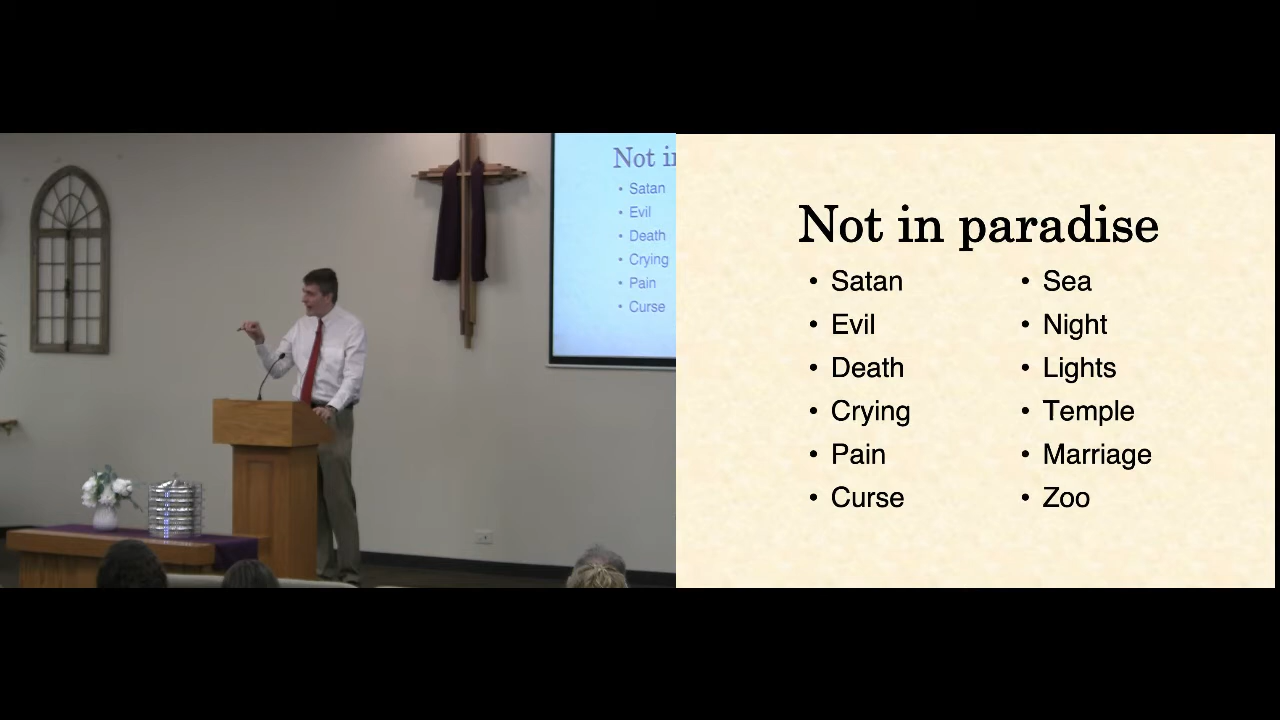 Not in
Satan
Evil
Death
Crying
Pain
Curse
Not in paradise
• Satan
• Evil
• Death
• Crying
• Pain
• Curse
• Sea
• Night
• Lights
• Temple
• Marriage
• Zoo